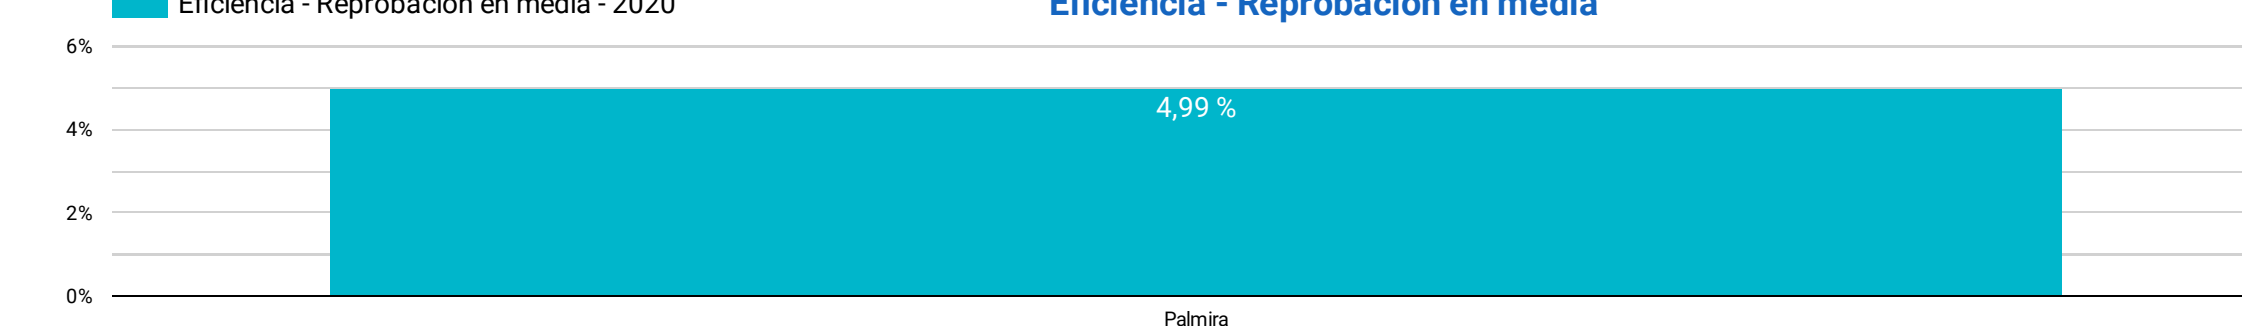 Eficiencia - Reprobación en media - 2020
Eficiencia - Reprobación en media
6%
4,99 %
4%
2%
0%
Palmira